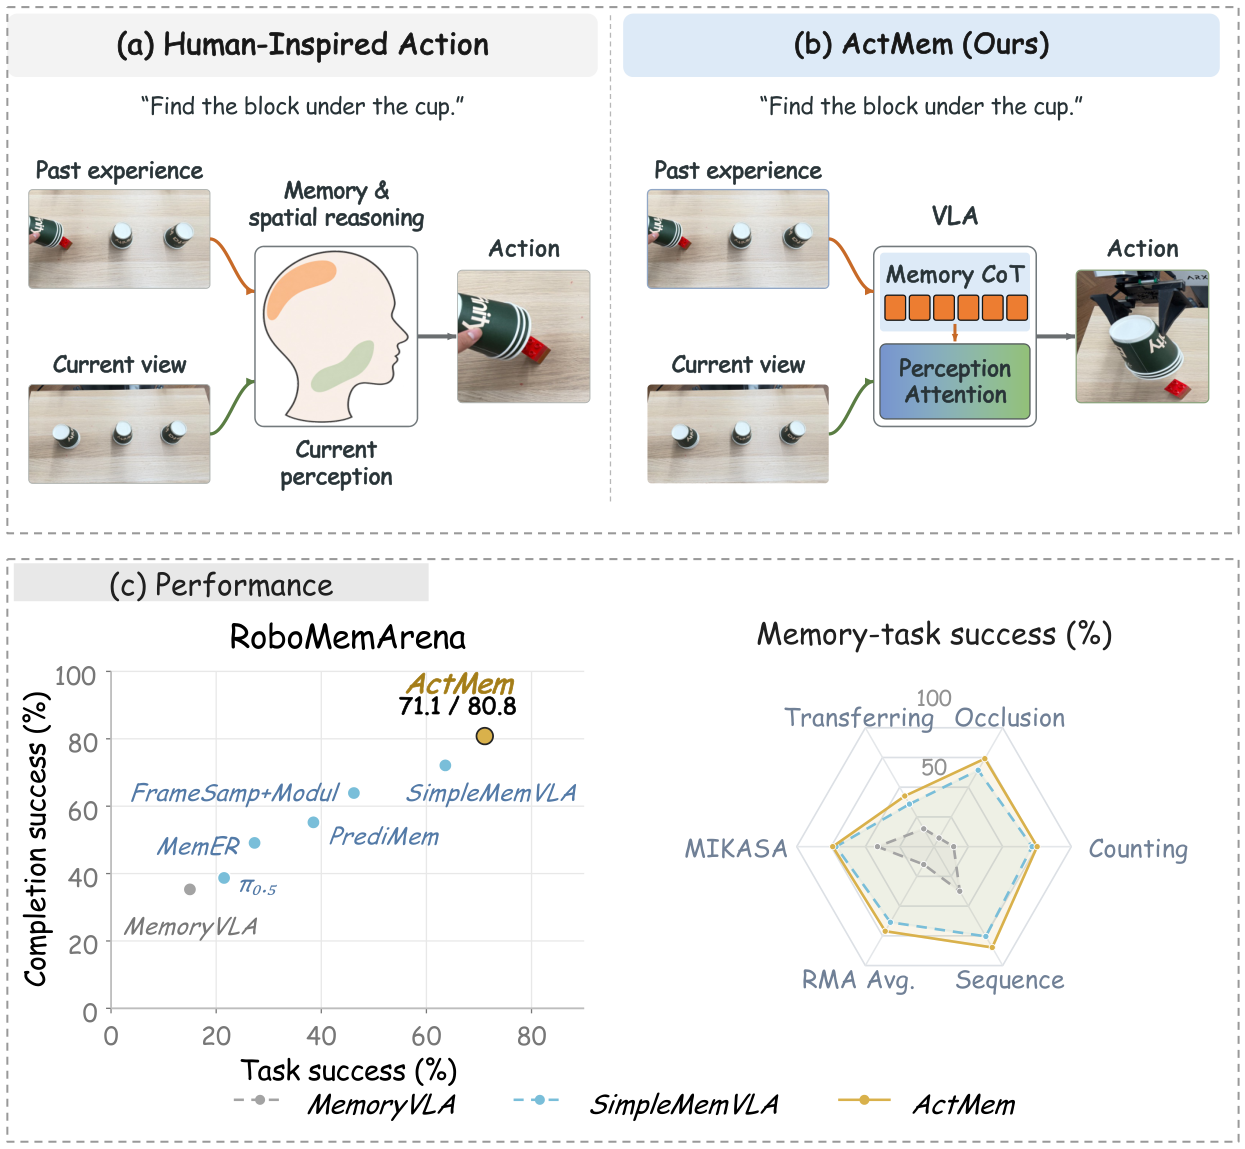 (a) Human-Inspired Action
“Find the block under the cup.”
Past experience
Memory &
spatial reasoning
Action
Current view
Current
perception
(b) ActMem (Ours)
“Find the block under the cup.”
Past experience
VLA
Memory CoT
Action
Current view
Perception
Attention
(c) Performance
RoboMemArena
Completion success (%)
100
80
60
40
20
0
ActMem
71.1 / 80.8
SimpleMemVLA
FrameSamp+Modul
PrediMem
MemER
π0.5
MemoryVLA
0 20 40 60 80
Task success (%)
Memory-task success (%)
100
Transferring Occlusion
50
MIKASA Counting
RMA Avg. Sequence
MemoryVLA SimpleMemVLA ActMem